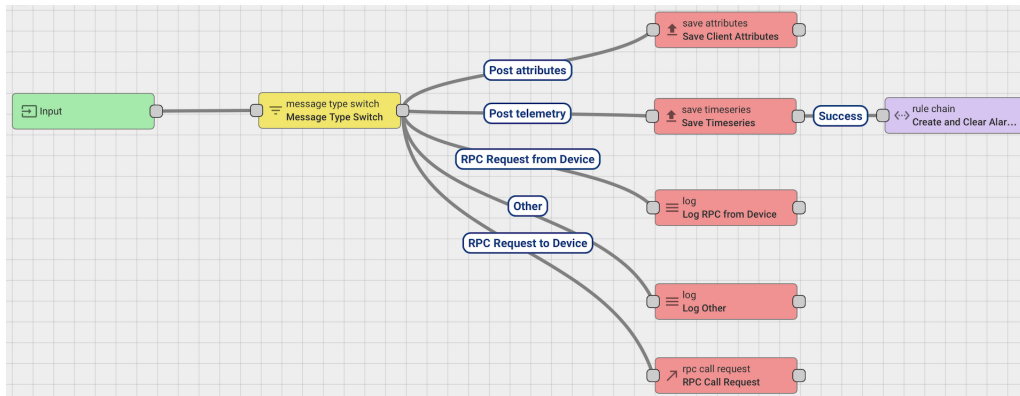 save attributes
Save Client Attributes
Post attributes
Input
message type switch
Message Type Switch
Post telemetry
save timeseries
Save Timeseries
Success
rule chain
Create and Clear Alar...
RPC Request from Device
log
Log RPC from Device
Other
RPC Request to Device
log
Log Other
rpc call request
RPC Call Request